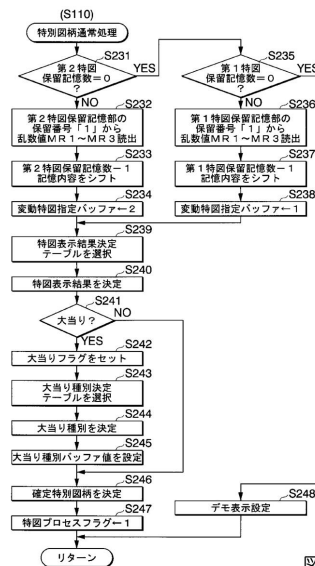 (S110)
特別図柄通常処理
S231
第２特図
保留記憶数＝０
？
YES
NO
S232
第２特図保留記憶部の
保留番号「１」から
乱数値ＭＲ１～ＭＲ３読出
S233
第２特図保留記憶数－１
記憶内容をシフト
S234
変動特図指定バッファ←２
S235
第１特図
保留記憶数＝０
？
YES
NO
S236
第１特図保留記憶部の
保留番号「１」から
乱数値ＭＲ１～ＭＲ３読出
S237
第１特図保留記憶数－１
記憶内容をシフト
S238
変動特図指定バッファ←１
S239
特図表示結果決定
テーブルを選択
S240
特図表示結果を決定
S241
大当り？
NO
YES
S242
大当りフラグをセット
S243
大当り種別決定
テーブルを選択
S244
大当り種別を決定
S245
大当り種別バッファ値を設定
S246
確定特別図柄を決定
S247
特図プロセスフラグ←１
S248
デモ表示設定
リターン